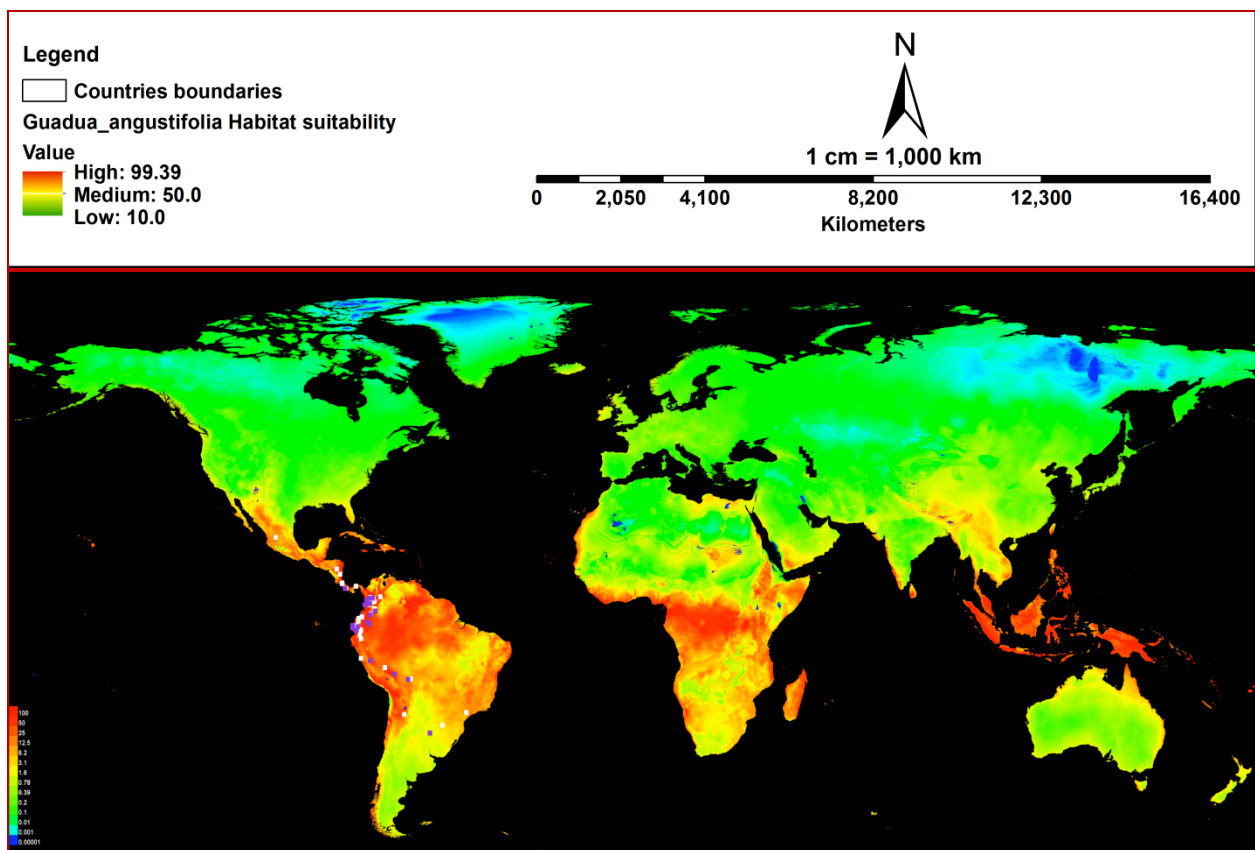 Legend
Countries boundaries
Guadua_angustifolia Habitat suitability
Value
High: 99.39
Medium: 50.0
Low: 10.0
N
1 cm = 1,000 km
0 2,050 4,100 8,200 12,300 16,400
Kilometers
100
50
25
12.5
6.2
3.1
1.6
0.78
0.39
0.2
0.1
0.01
0.001
0.00001